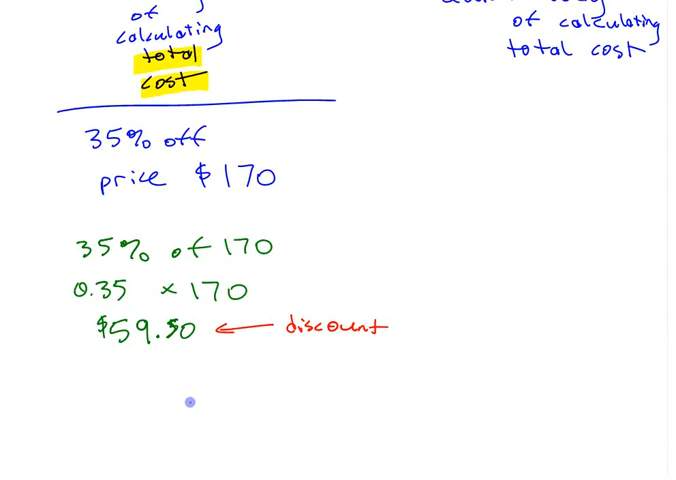 of
calculating
total
cost
of calculating
total cost
35% off
price $170
35% of 170
0.35 × 170
$59.50 ← discount